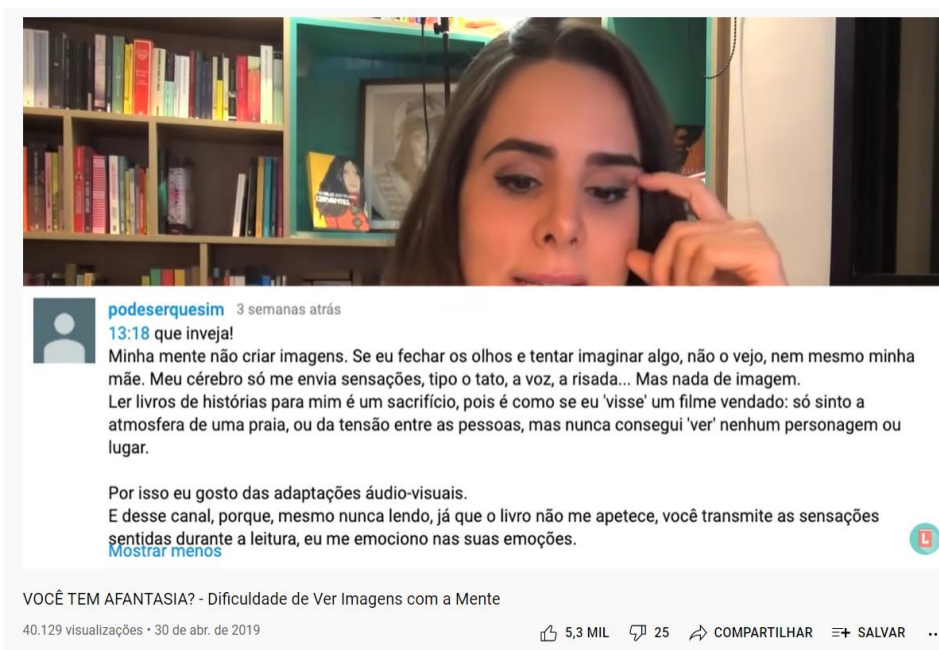 CERVANTES
podeserquesim 3 semanas atrás
13:18 que inveja!
Minha mente não criar imagens. Se eu fechar os olhos e tentar imaginar algo, não o vejo, nem mesmo minha
mãe. Meu cérebro só me envia sensações, tipo o tato, a voz, a risada... Mas nada de imagem.
Ler livros de histórias para mim é um sacrifício, pois é como se eu 'visse' um filme vendado: só sinto a
atmosfera de uma praia, ou da tensão entre as pessoas, mas nunca consegui 'ver' nenhum personagem ou
lugar.
Por isso eu gosto das adaptações áudio-visuais.
E desse canal, porque, mesmo nunca lendo, já que o livro não me apetece, você transmite as sensações
sentidas durante a leitura, eu me emociono nas suas emoções.
Mostrar menos
L
VOCÊ TEM AFANTASIA? - Dificuldade de Ver Imagens com a Mente
40.129 visualizações • 30 de abr. de 2019
5,3 MIL 25 COMPARTILHAR SALVAR